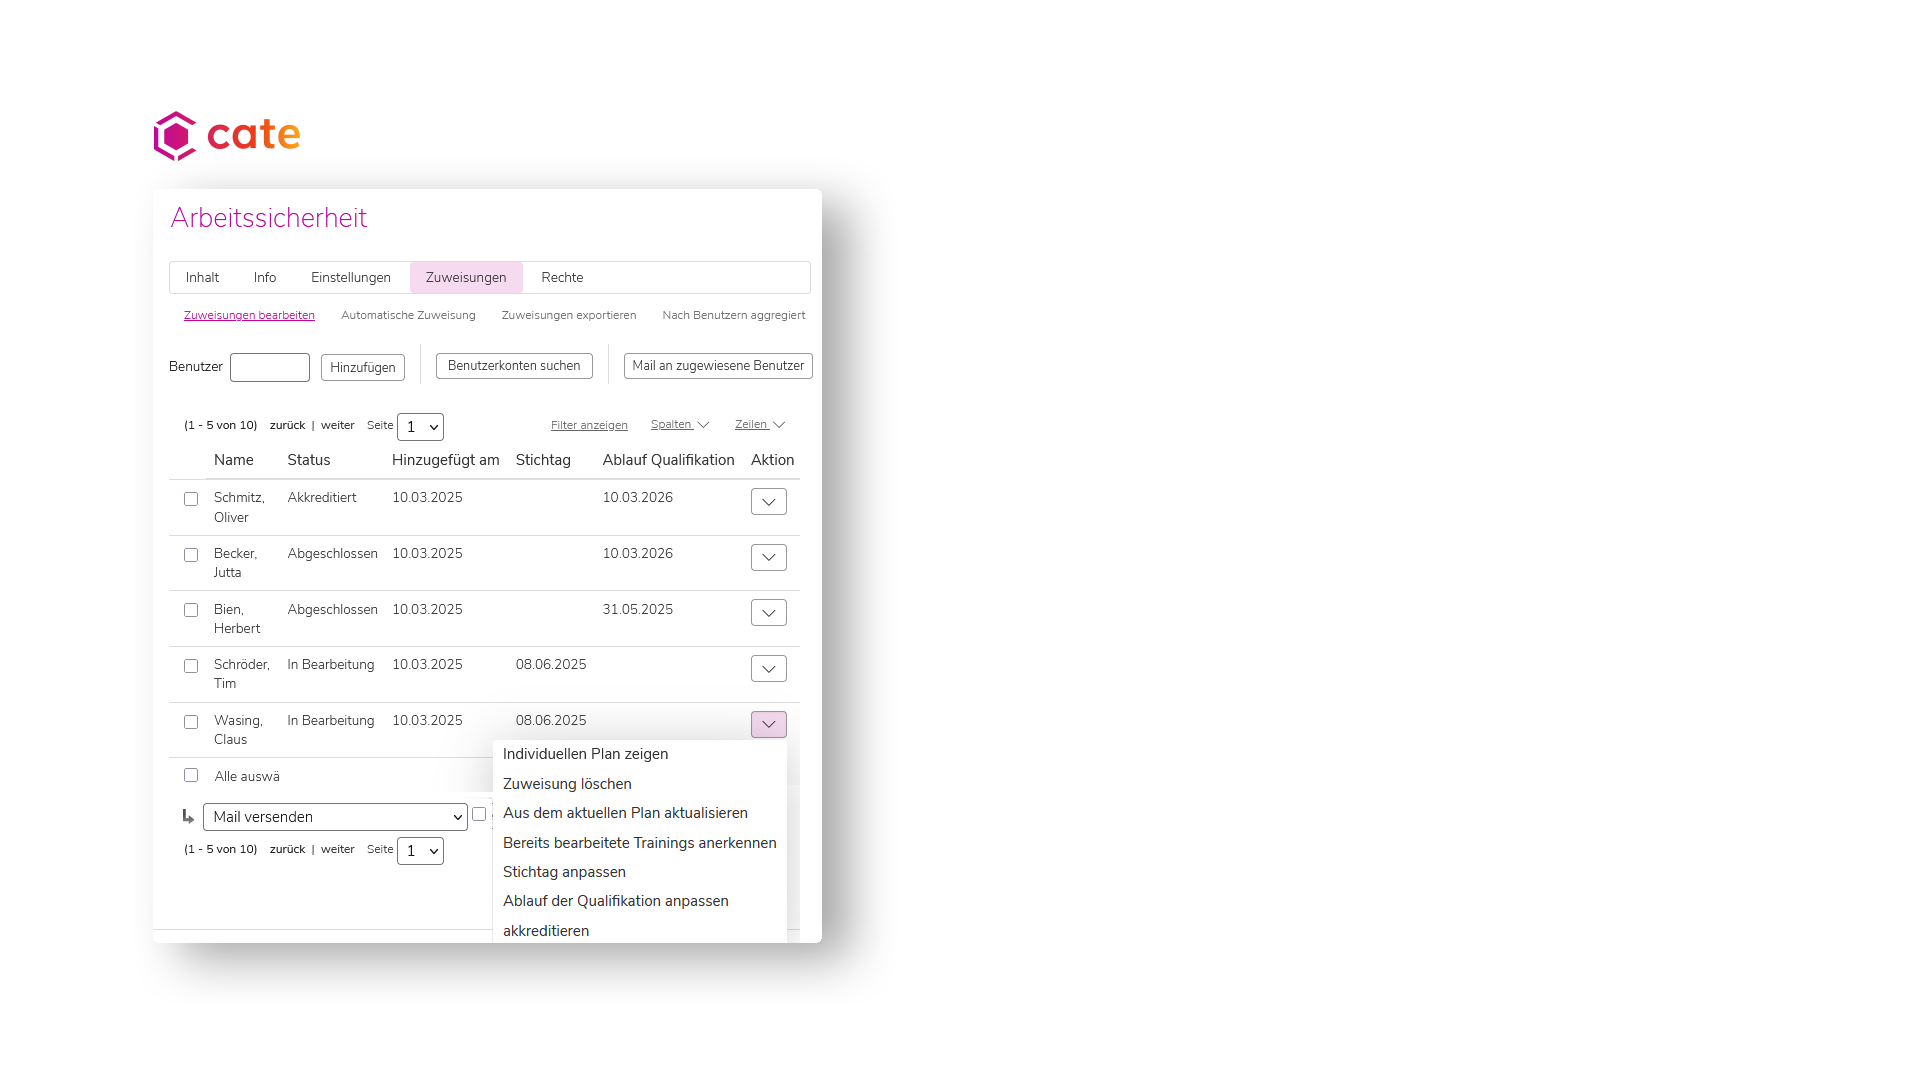 cate
Arbeitssicherheit
Inhalt Info Einstellungen Zuweisungen Rechte
Zuweisungen bearbeiten Automatische Zuweisung Zuweisungen exportieren Nach Benutzern aggregiert
Benutzer Hinzufügen Benutzerkonten suchen Mail an zugewiesene Benutzer
(1 - 5 von 10) zurück | weiter Seite 1 Filter anzeigen Spalten Zeilen
Name Status Hinzugefügt am Stichtag Ablauf Qualifikation Aktion
Schmitz, Akkreditiert 10.03.2025 10.03.2026
Oliver
Becker, Abgeschlossen 10.03.2025 10.03.2026
Jutta
Bien, Abgeschlossen 10.03.2025 31.05.2025
Herbert
Schröder, In Bearbeitung 10.03.2025 08.06.2025
Tim
Wasing, In Bearbeitung 10.03.2025 08.06.2025
Claus
Alle auswä
Mail versenden
(1 - 5 von 10) zurück | weiter Seite 1
Individuellen Plan zeigen
Zuweisung löschen
Aus dem aktuellen Plan aktualisieren
Bereits bearbeitete Trainings anerkennen
Stichtag anpassen
Ablauf der Qualifikation anpassen
akkreditieren